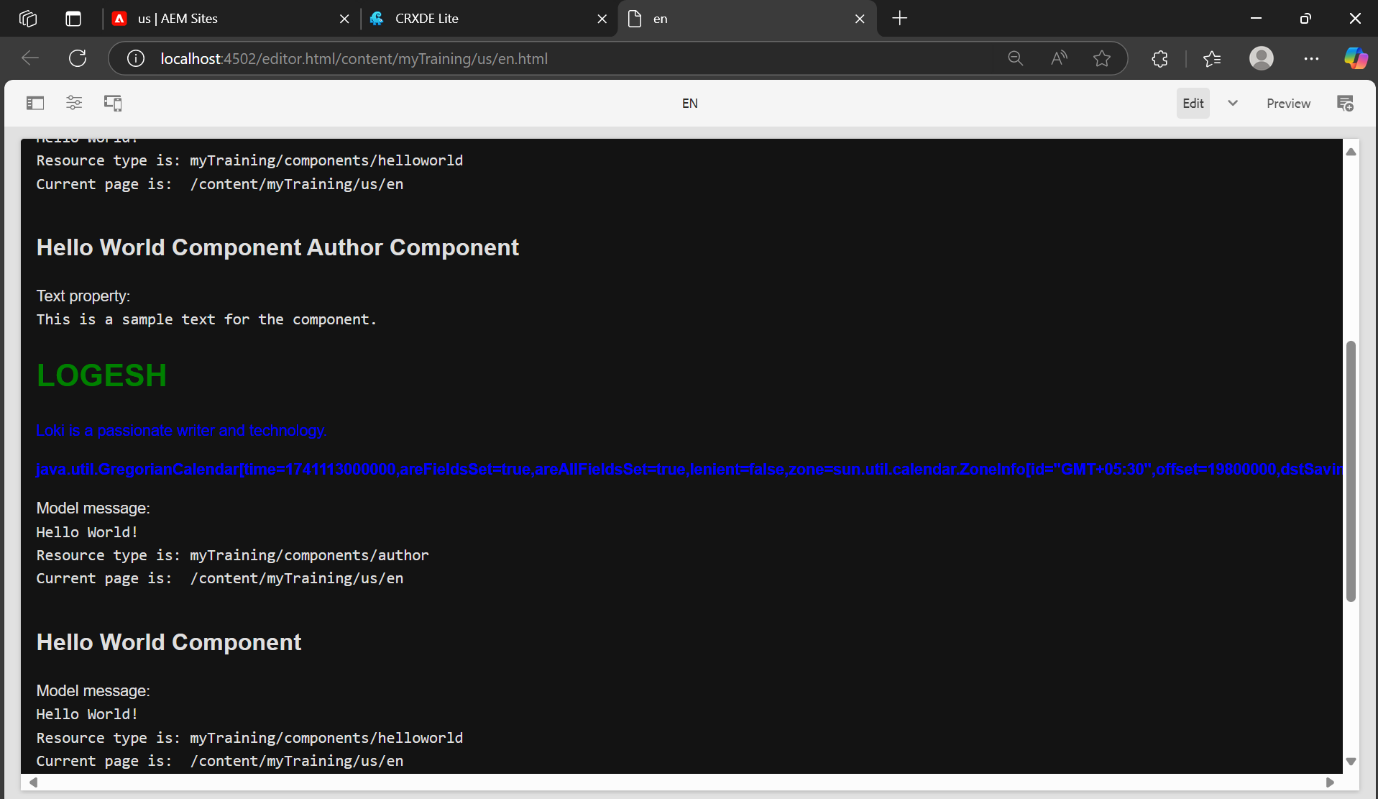 us | AEM Sites
CRXDE Lite
en
localhost:4502/editor.html/content/myTraining/us/en.html
EN
Edit
Preview
Hello World!
Resource type is: myTraining/components/helloworld
Current page is:  /content/myTraining/us/en
Hello World Component Author Component
Text property:
This is a sample text for the component.
LOGESH
Loki is a passionate writer and technology.
java.util.GregorianCalendar[time=1741113000000,areFieldsSet=true,areAllFieldsSet=true,lenient=false,zone=sun.util.calendar.ZoneInfo[id="GMT+05:30",offset=19800000,dstSavin
Model message:
Hello World!
Resource type is: myTraining/components/author
Current page is:  /content/myTraining/us/en
Hello World Component
Model message:
Hello World!
Resource type is: myTraining/components/helloworld
Current page is:  /content/myTraining/us/en